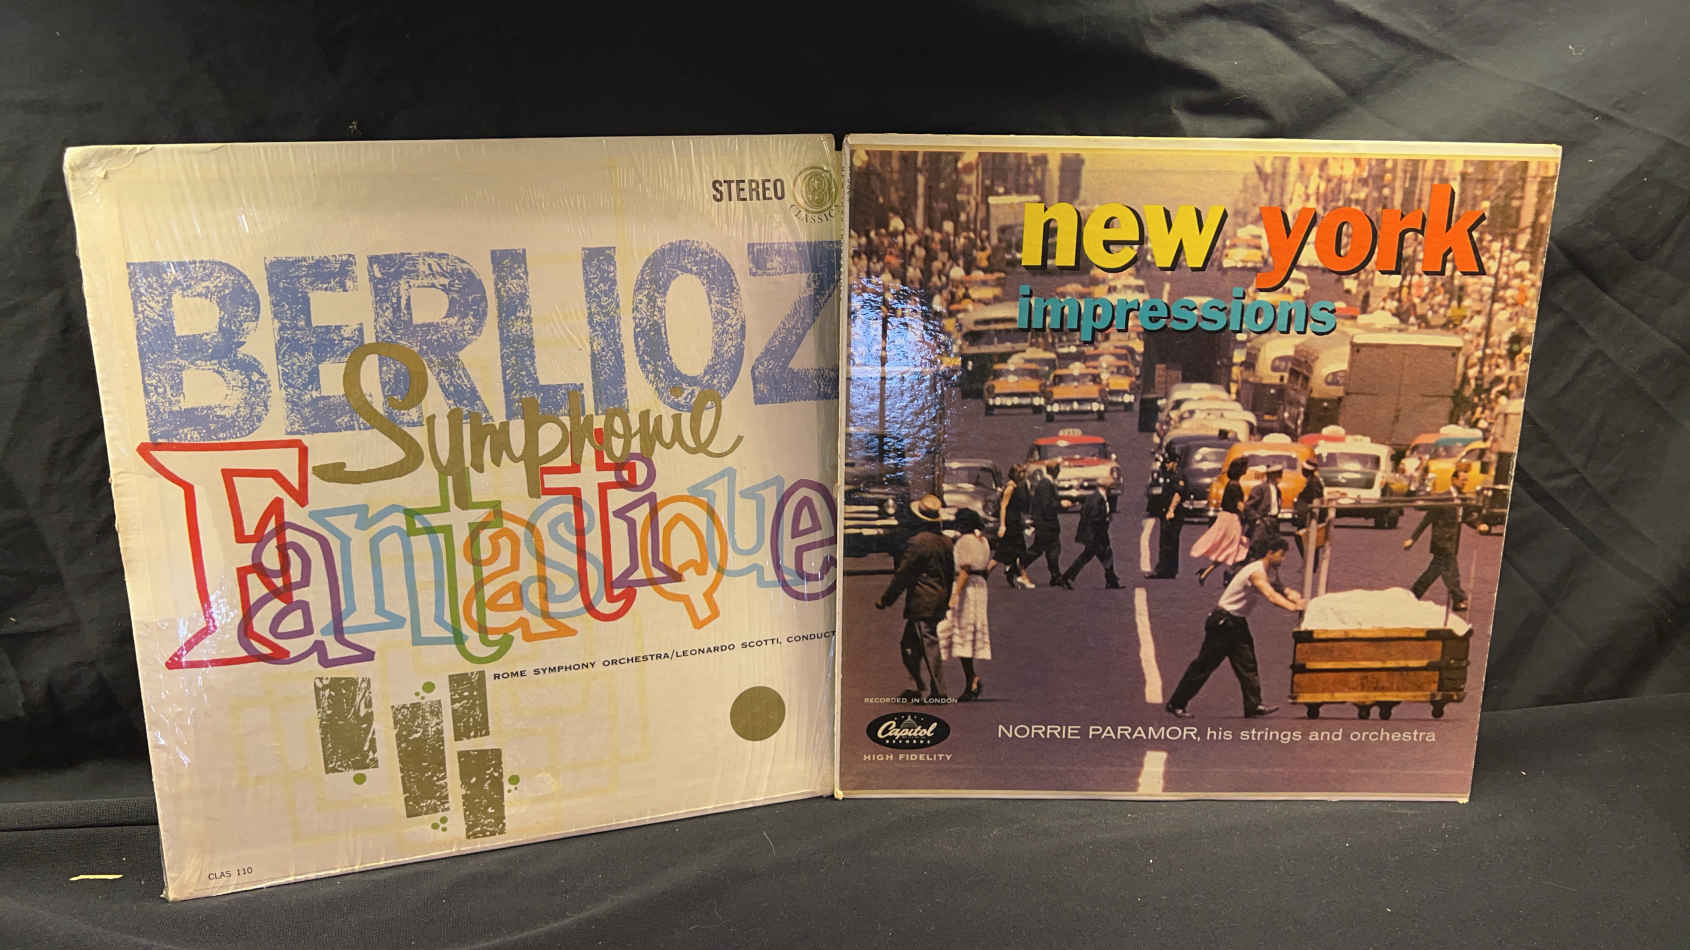 STEREO
CLASSICS
BERLIOZ
Symphonie
Fantastique
ROME SYMPHONY ORCHESTRA/LEONARDO SCOTTI, CONDUCT
CLAS 110
new york
impressions
RECORDED IN LONDON
Capitol
RECORDS
HIGH FIDELITY
NORRIE PARAMOR, his strings and orchestra